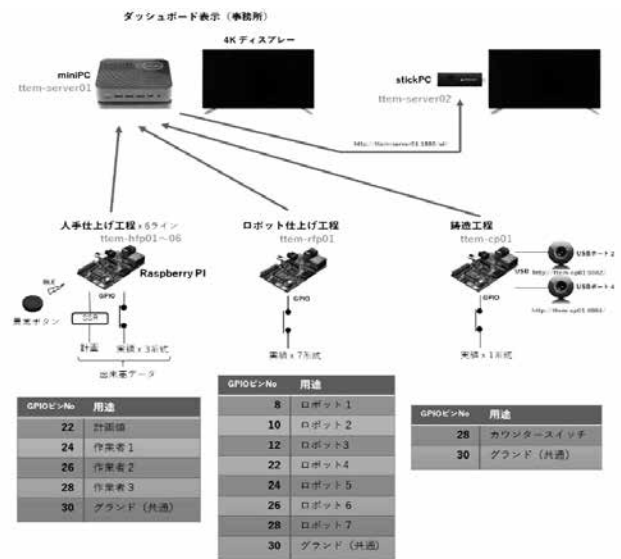 ダッシュボード表示（事務所）
4K ディスプレー
miniPC
ttem-server01
stickPC
ttem-server02
http://ttem-server01:1880/ui/
人手仕上げ工程 x 6ライン
ttem-hfp01～06
ロボット仕上げ工程
ttem-rfp01
鋳造工程
ttem-cp01
Raspberry PI
BLE
GPIO
GPIO
GPIO
USB
USBポート2
USBポート4
ボタン
計画
実績 x 3系統
出来高データ
実績 x 7系統
実績 x 1系統
GPIOピンNo 用途
22 計画値
24 作業者1
26 作業者2
28 作業者3
30 グランド（共通）
GPIOピンNo 用途
8 ロボット1
10 ロボット2
12 ロボット3
22 ロボット4
24 ロボット5
26 ロボット6
28 ロボット7
30 グランド（共通）
GPIOピンNo 用途
28 カウンタースイッチ
30 グランド（共通）